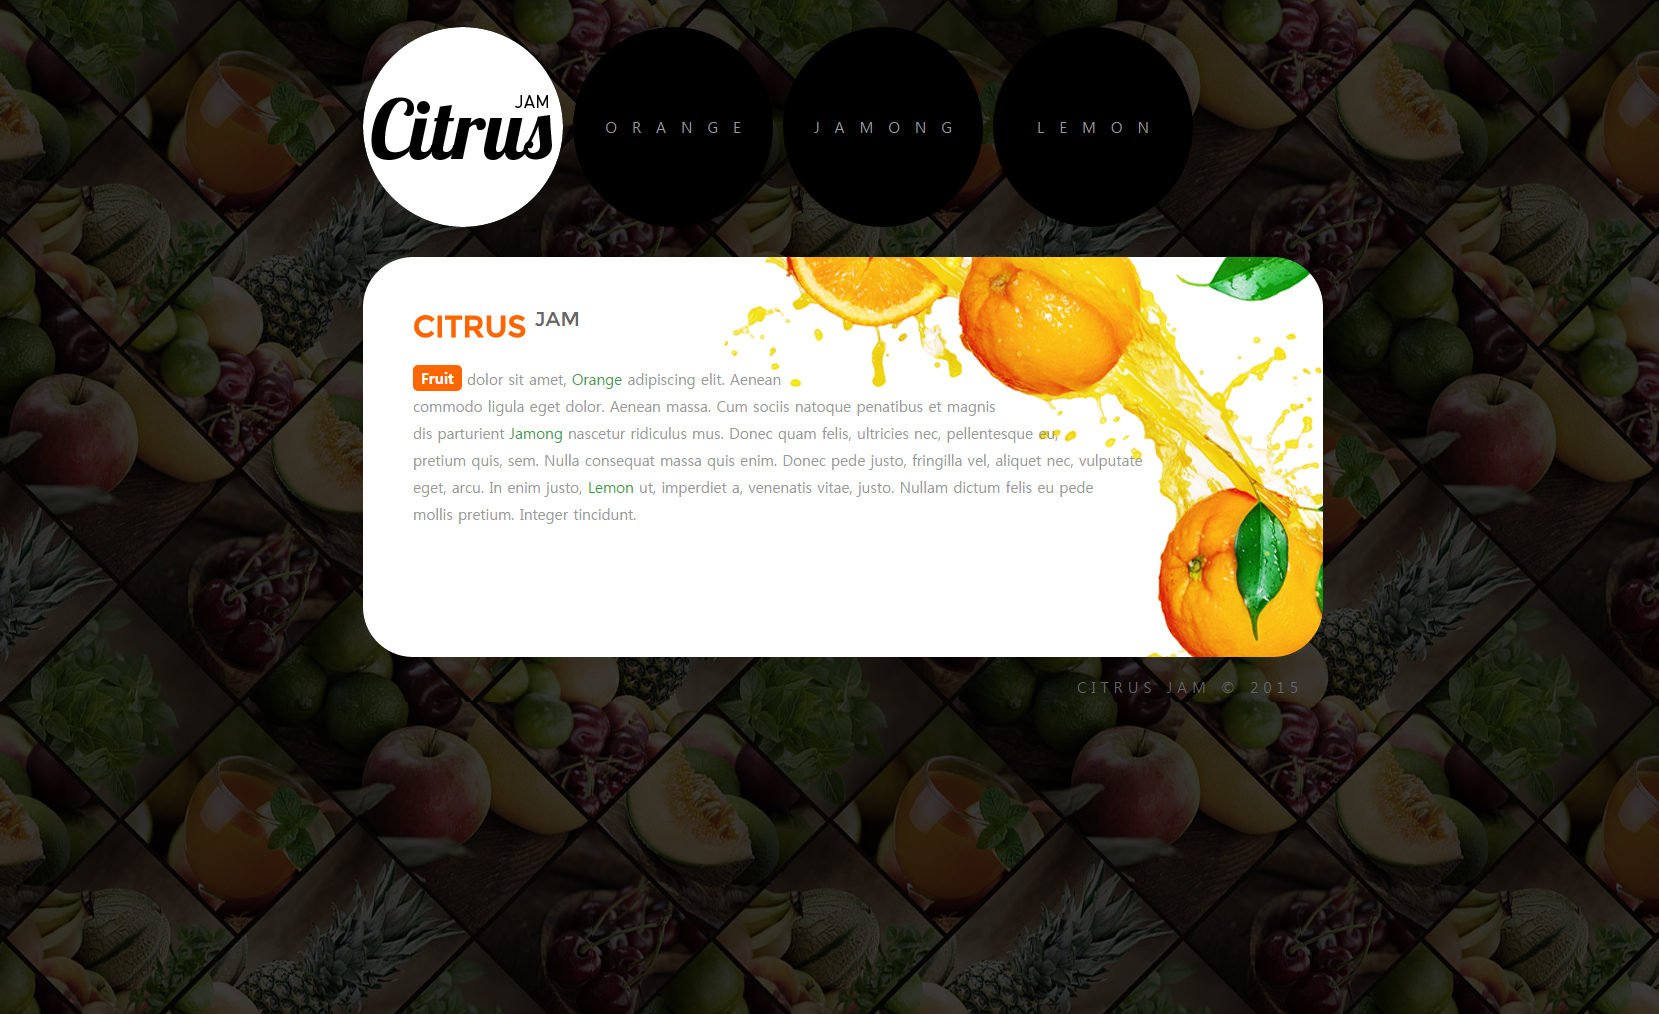 JAM
Citrus
ORANGE
JAMONG
LEMON
CITRUS JAM
Fruit dolor sit amet, Orange adipiscing elit. Aenean
commodo ligula eget dolor. Aenean massa. Cum sociis natoque penatibus et magnis
dis parturient Jamong nascetur ridiculus mus. Donec quam felis, ultricies nec, pellentesque eu,
pretium quis, sem. Nulla consequat massa quis enim. Donec pede justo, fringilla vel, aliquet nec, vulputate
eget, arcu. In enim justo, Lemon ut, imperdiet a, venenatis vitae, justo. Nullam dictum felis eu pede
mollis pretium. Integer tincidunt.
CITRUS JAM © 2015